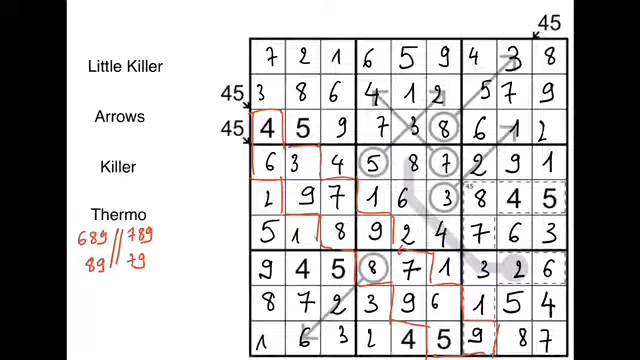 45
Little Killer
7 2 1 6 5 9 4 3 8
45 3 8 6 4 1 2 5 7 9
Arrows
45 4 5 9 7 3 8 6 1 2
Killer
6 3 4 5 8 7 2 9 1
45
2 9 7 1 6 3 8 4 5
Thermo
689 // 789
5 1 8 9 2 4 7 6 3
89 79
9 4 5 8 7 1 3 2 6
8 7 2 3 9 6 1 5 4
1 6 3 2 4 5 9 8 7